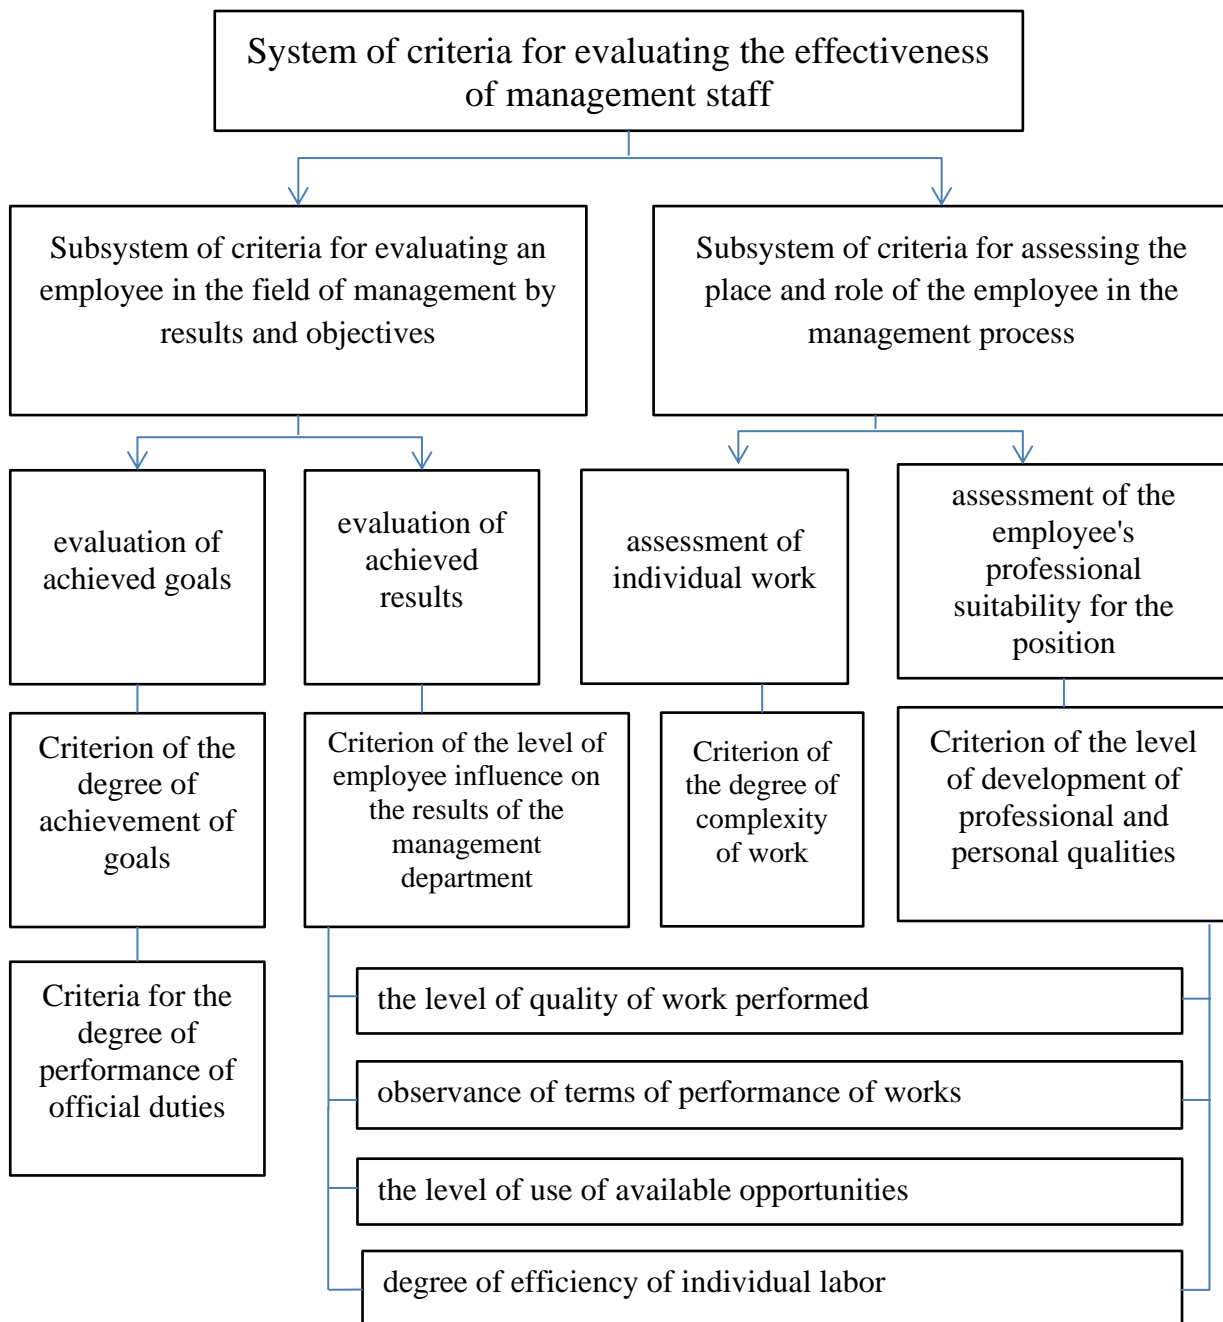 System of criteria for evaluating the effectiveness
of management staff
Subsystem of criteria for evaluating an
employee in the field of management by
results and objectives
Subsystem of criteria for assessing the
place and role of the employee in the
management process
evaluation of
achieved goals
evaluation of
achieved
results
assessment of
individual work
assessment of the
employee's
professional
suitability for the
position
Criterion of the
degree of
achievement of
goals
Criterion of the level of
employee influence on
the results of the
management
department
Criterion of
the degree of
complexity
of work
Criterion of the level
of development of
professional and
personal qualities
Criteria for the
degree of
performance of
official duties
the level of quality of work performed
observance of terms of performance of works
the level of use of available opportunities
degree of efficiency of individual labor